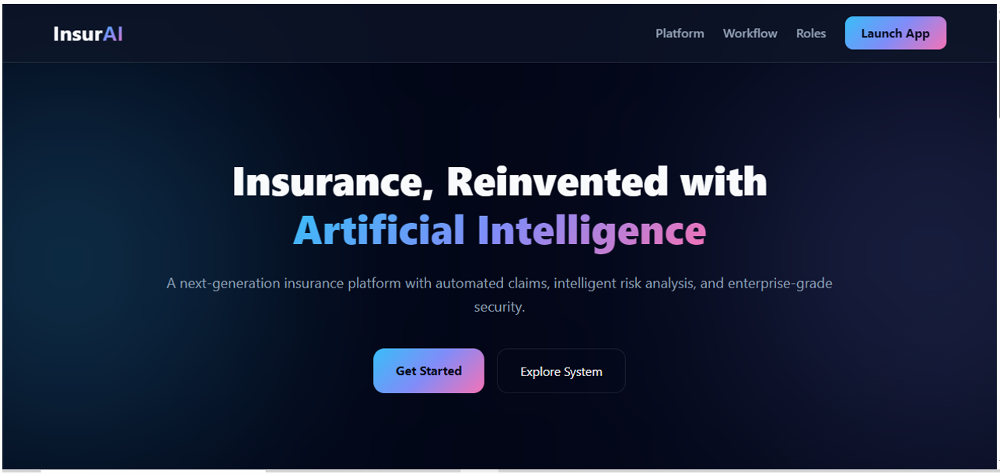 InsurAI
Platform
Workflow
Roles
Launch App
Insurance, Reinvented with
Artificial Intelligence
A next-generation insurance platform with automated claims, intelligent risk analysis, and enterprise-grade
security.
Get Started
Explore System